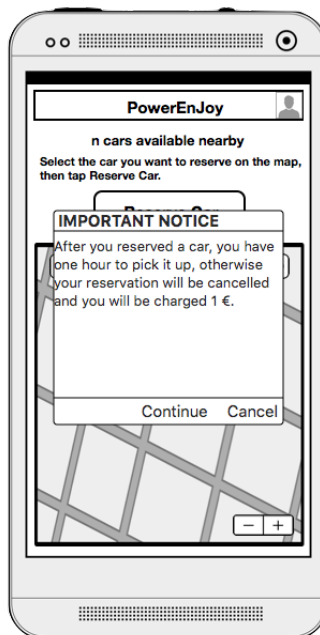 PowerEnJoy
n cars available nearby
Select the car you want to reserve on the map,
then tap Reserve Car.
Reserve Car
IMPORTANT NOTICE
After you reserved a car, you have
one hour to pick it up, otherwise
your reservation will be cancelled
and you will be charged 1 €.
Continue Cancel
− +